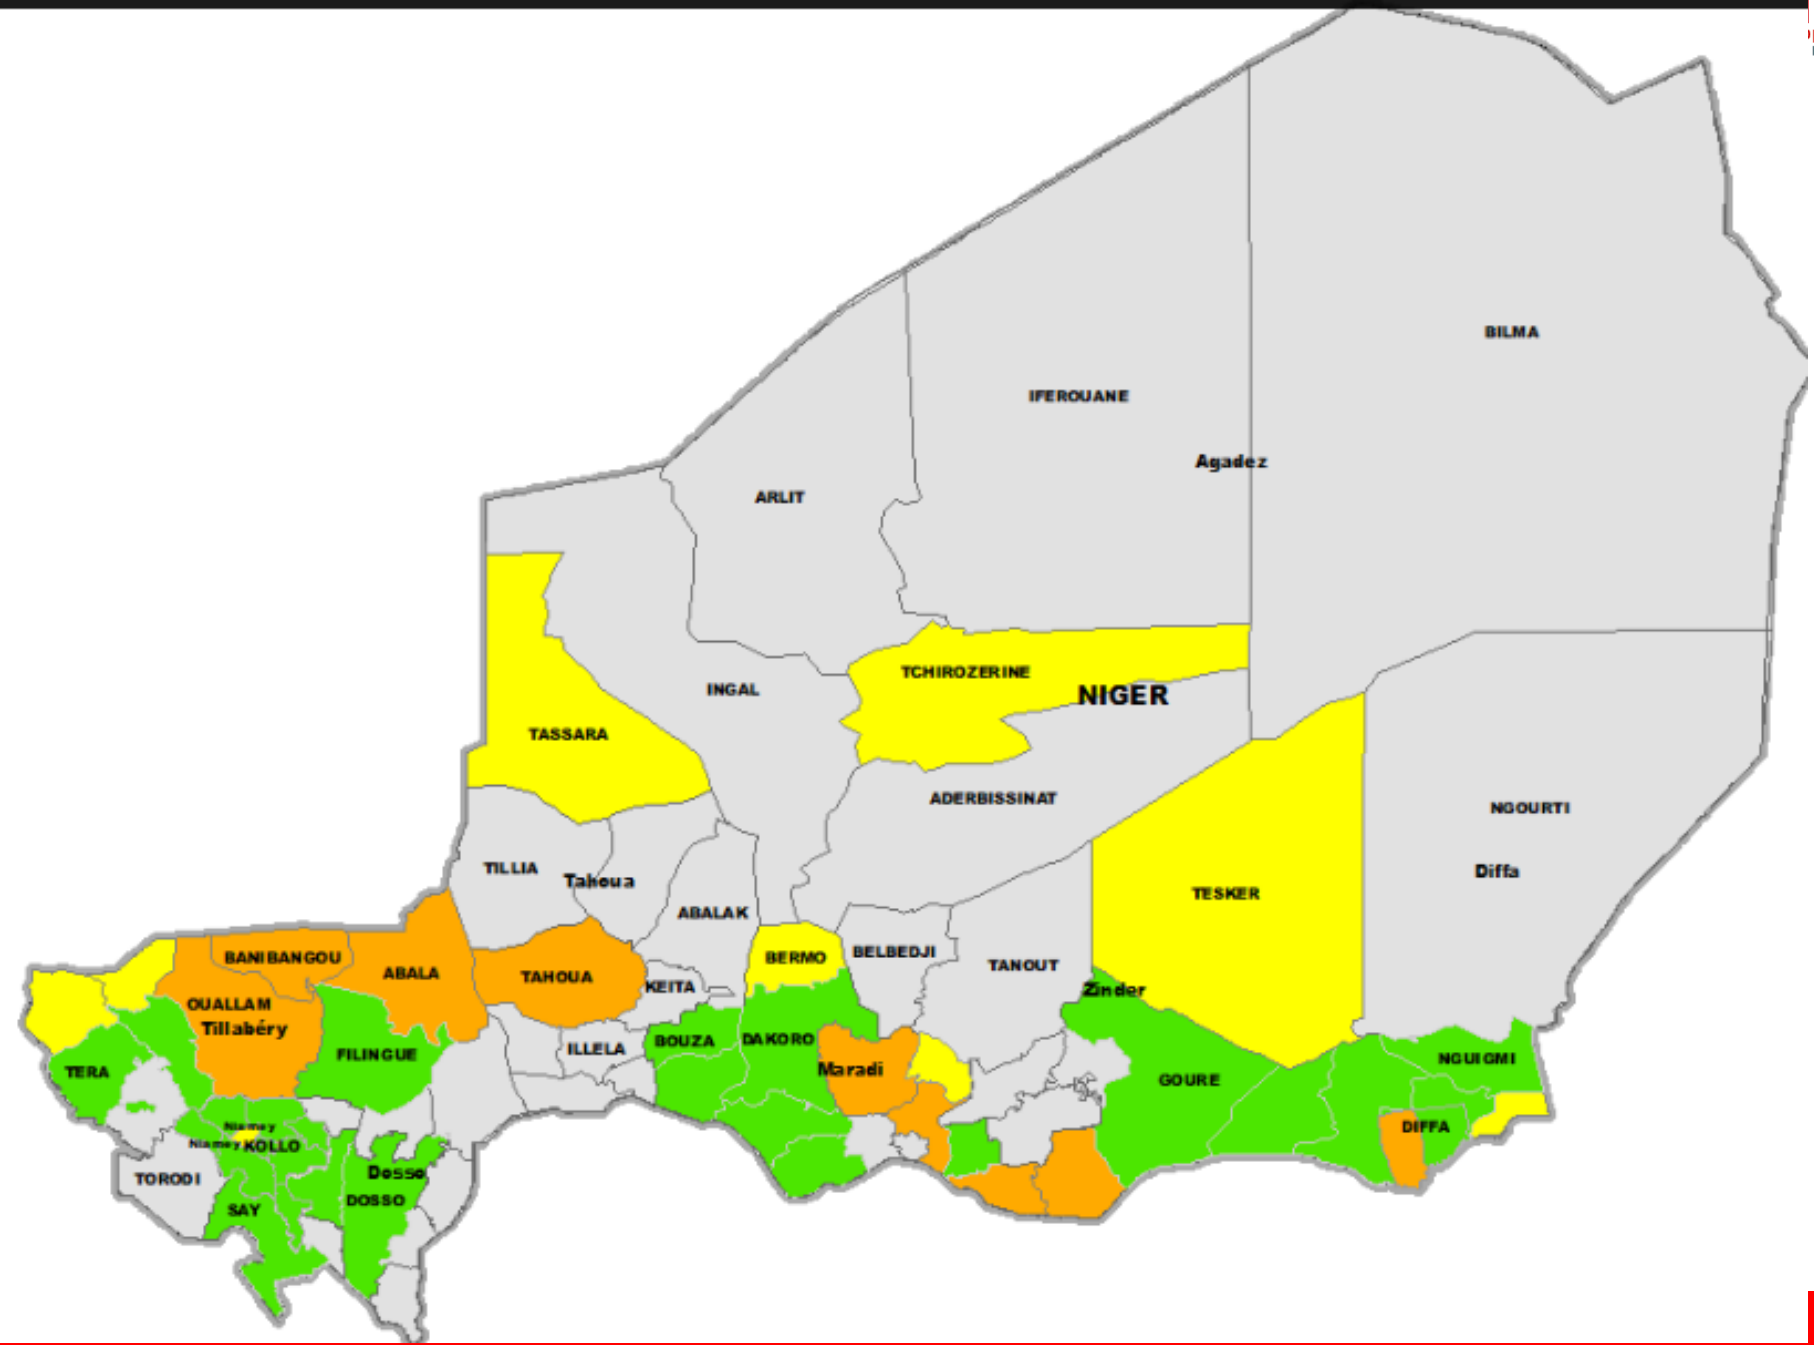 BILMA
IFEROUANE
Agadez
ARLIT
TCHIROZERINE
INGAL
NIGER
TASSARA
ADERBISSINAT
NGOURTI
TILLIA
Diffa
Tahoua
TESKER
ABALAK
BERMO
BELBEDJI
BANIBANGOU
TANOUT
ABALA
TAHOUA
KEITA
Zinder
OUALLAM
Tillabéry
BOUZA
DAKORO
ILLELA
FILINGUE
NGUIGMI
TERA
Maradi
GOURE
Niamey
DIFFA
Niamey KOLLO
Dosso
TORODI
DOSSO
SAY